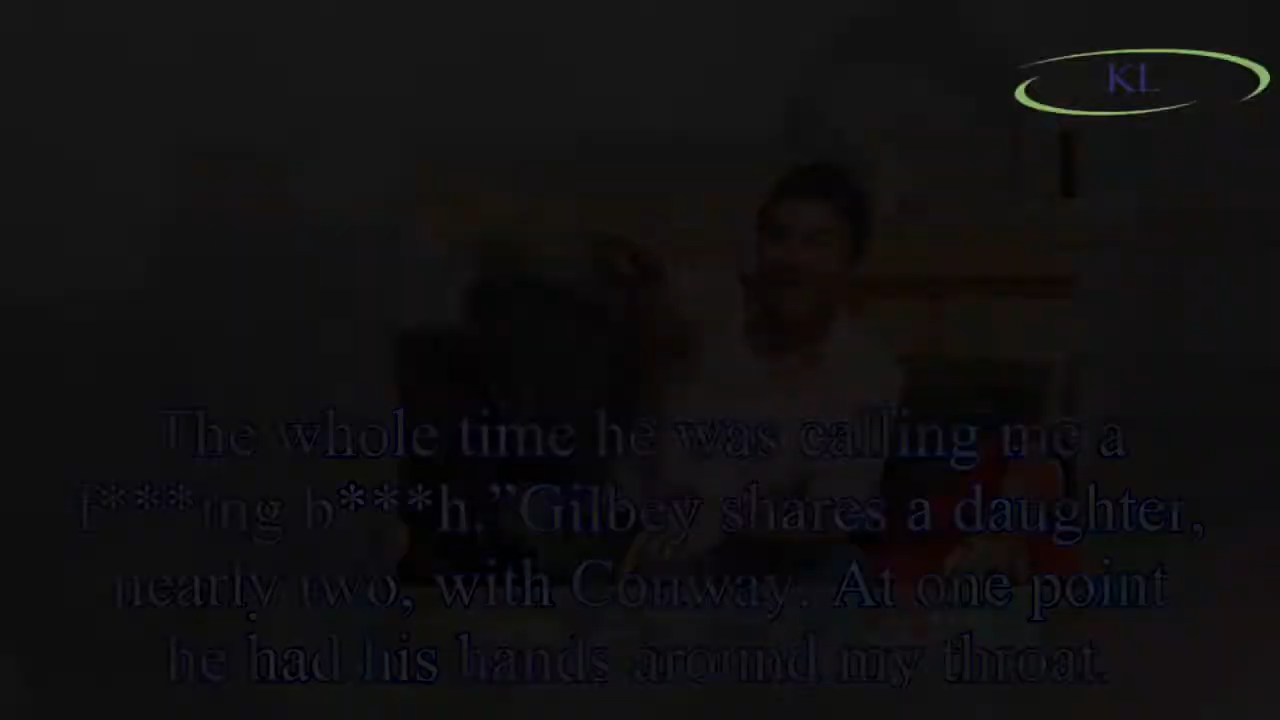 KL
The whole time he was calling me a
f***ing b***h.”Gilbey shares a daughter,
nearly two, with Conway. At one point
he had his hands around my throat.